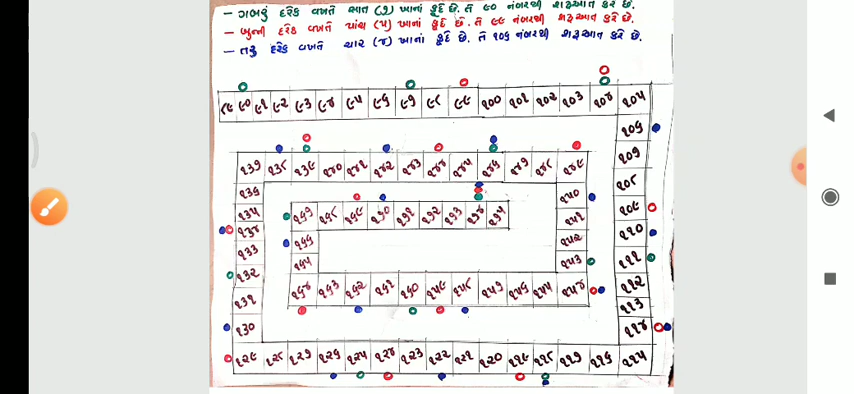 – ગબ્બુ દરેક વખતે સાત (૭) ખાનાં કૂદે છે. તે ૯૦ નંબરથી શરૂઆત કરે છે.
– મુન્ની દરેક વખતે પાંચ (૫) ખાનાં કૂદે છે. તે ૯૯ નંબરથી શરૂઆત કરે છે.
– તરુ દરેક વખતે ચાર (૪) ખાનાં કૂદે છે. તે ૧૦૬ નંબરથી શરૂઆત કરે છે.
૮૯ ૯૦ ૯૧ ૯૨ ૯૩ ૯૪ ૯૫ ૯૬ ૯૭ ૯૮ ૯૯ ૧૦૦ ૧૦૧ ૧૦૨ ૧૦૩ ૧૦૪ ૧૦૫
૧૦૬
૧૩૭ ૧૩૮ ૧૩૯ ૧૪૦ ૧૪૧ ૧૪૨ ૧૪૩ ૧૪૪ ૧૪૫ ૧૪૬ ૧૪૭ ૧૪૮ ૧૪૯ ૧૦૭
૧૩૬ ૧૫૦ ૧૦૮
૧૩૫ ૧૬૭ ૧૬૮ ૧૬૯ ૧૭૦ ૧૭૧ ૧૭૨ ૧૭૩ ૧૭૪ ૧૭૫ ૧૫૧ ૧૦૯
૧૩૪ ૧૬૬ ૧૫૨ ૧૧૦
૧૩૩ ૧૬૫ ૧૫૩ ૧૧૧
૧૩૨ ૧૬૪ ૧૬૩ ૧૬૨ ૧૬૧ ૧૬૦ ૧૫૯ ૧૫૮ ૧૫૭ ૧૫૬ ૧૫૫ ૧૫૪ ૧૧૨
૧૩૧ ૧૧૩
૧૩૦ ૧૧૪
૧૨૯ ૧૨૮ ૧૨૭ ૧૨૬ ૧૨૫ ૧૨૪ ૧૨૩ ૧૨૨ ૧૨૧ ૧૨૦ ૧૧૯ ૧૧૮ ૧૧૭ ૧૧૬ ૧૧૫